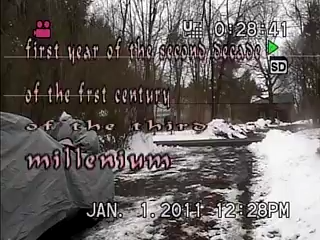 0:28:41
first year of the second decade
SD
of the frst century
of the third
millenium
JAN. 1. 2011 12:28PM